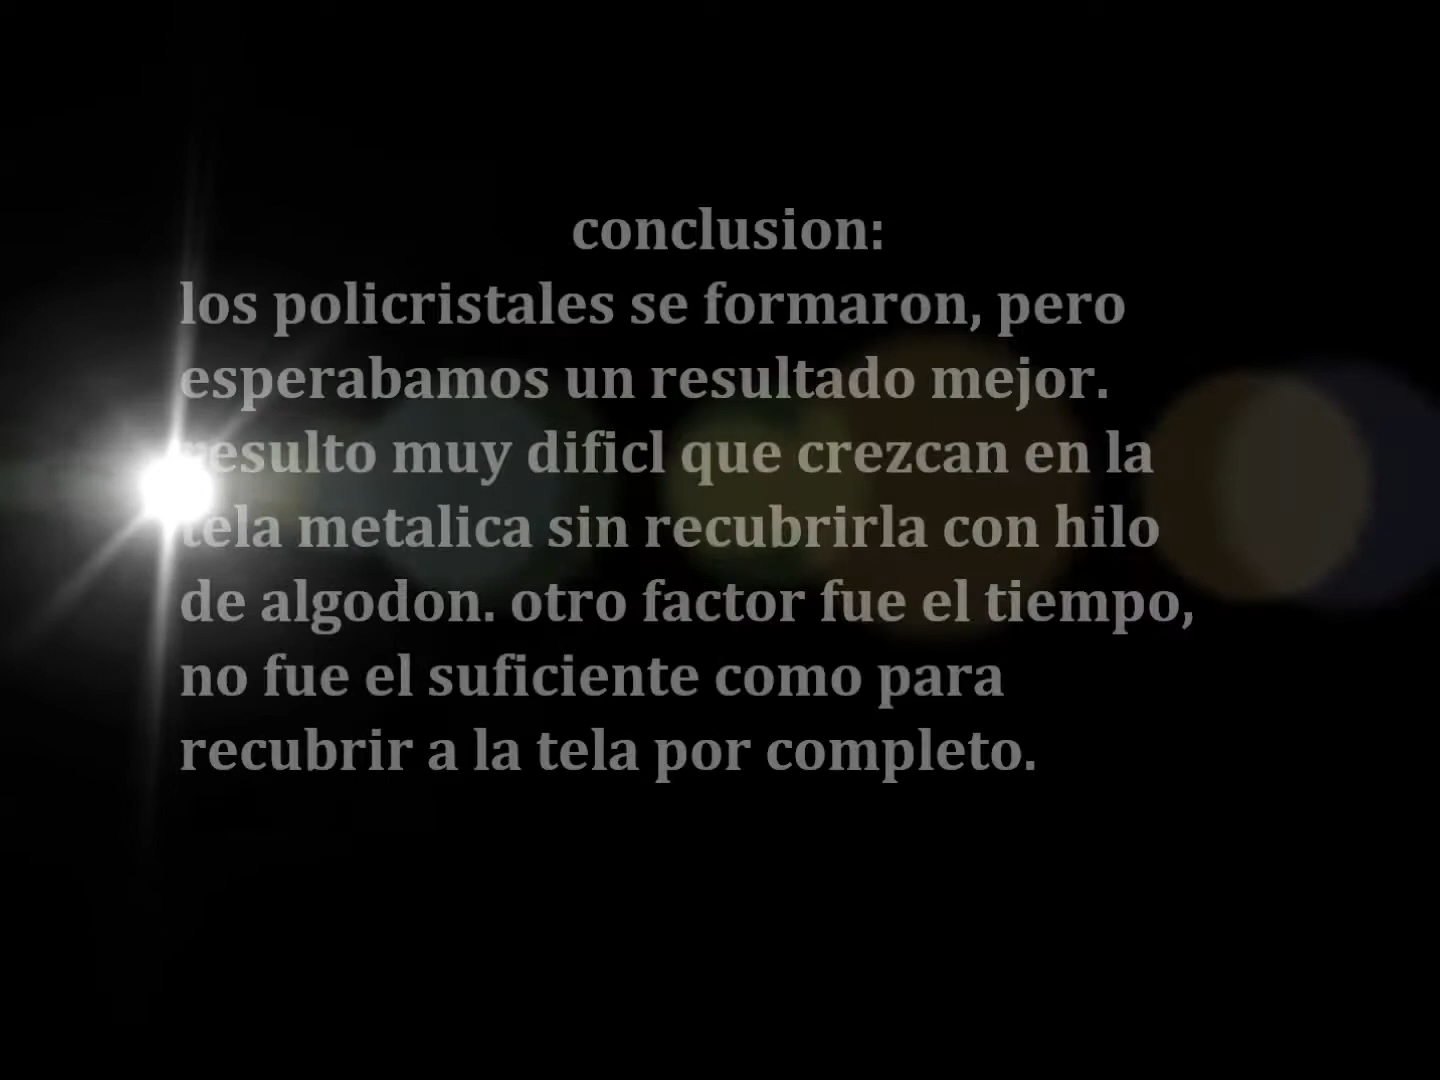 conclusion:
los policristales se formaron, pero
esperabamos un resultado mejor.
resulto muy dificl que crezcan en la
tela metalica sin recubrirla con hilo
de algodon. otro factor fue el tiempo,
no fue el suficiente como para
recubrir a la tela por completo.